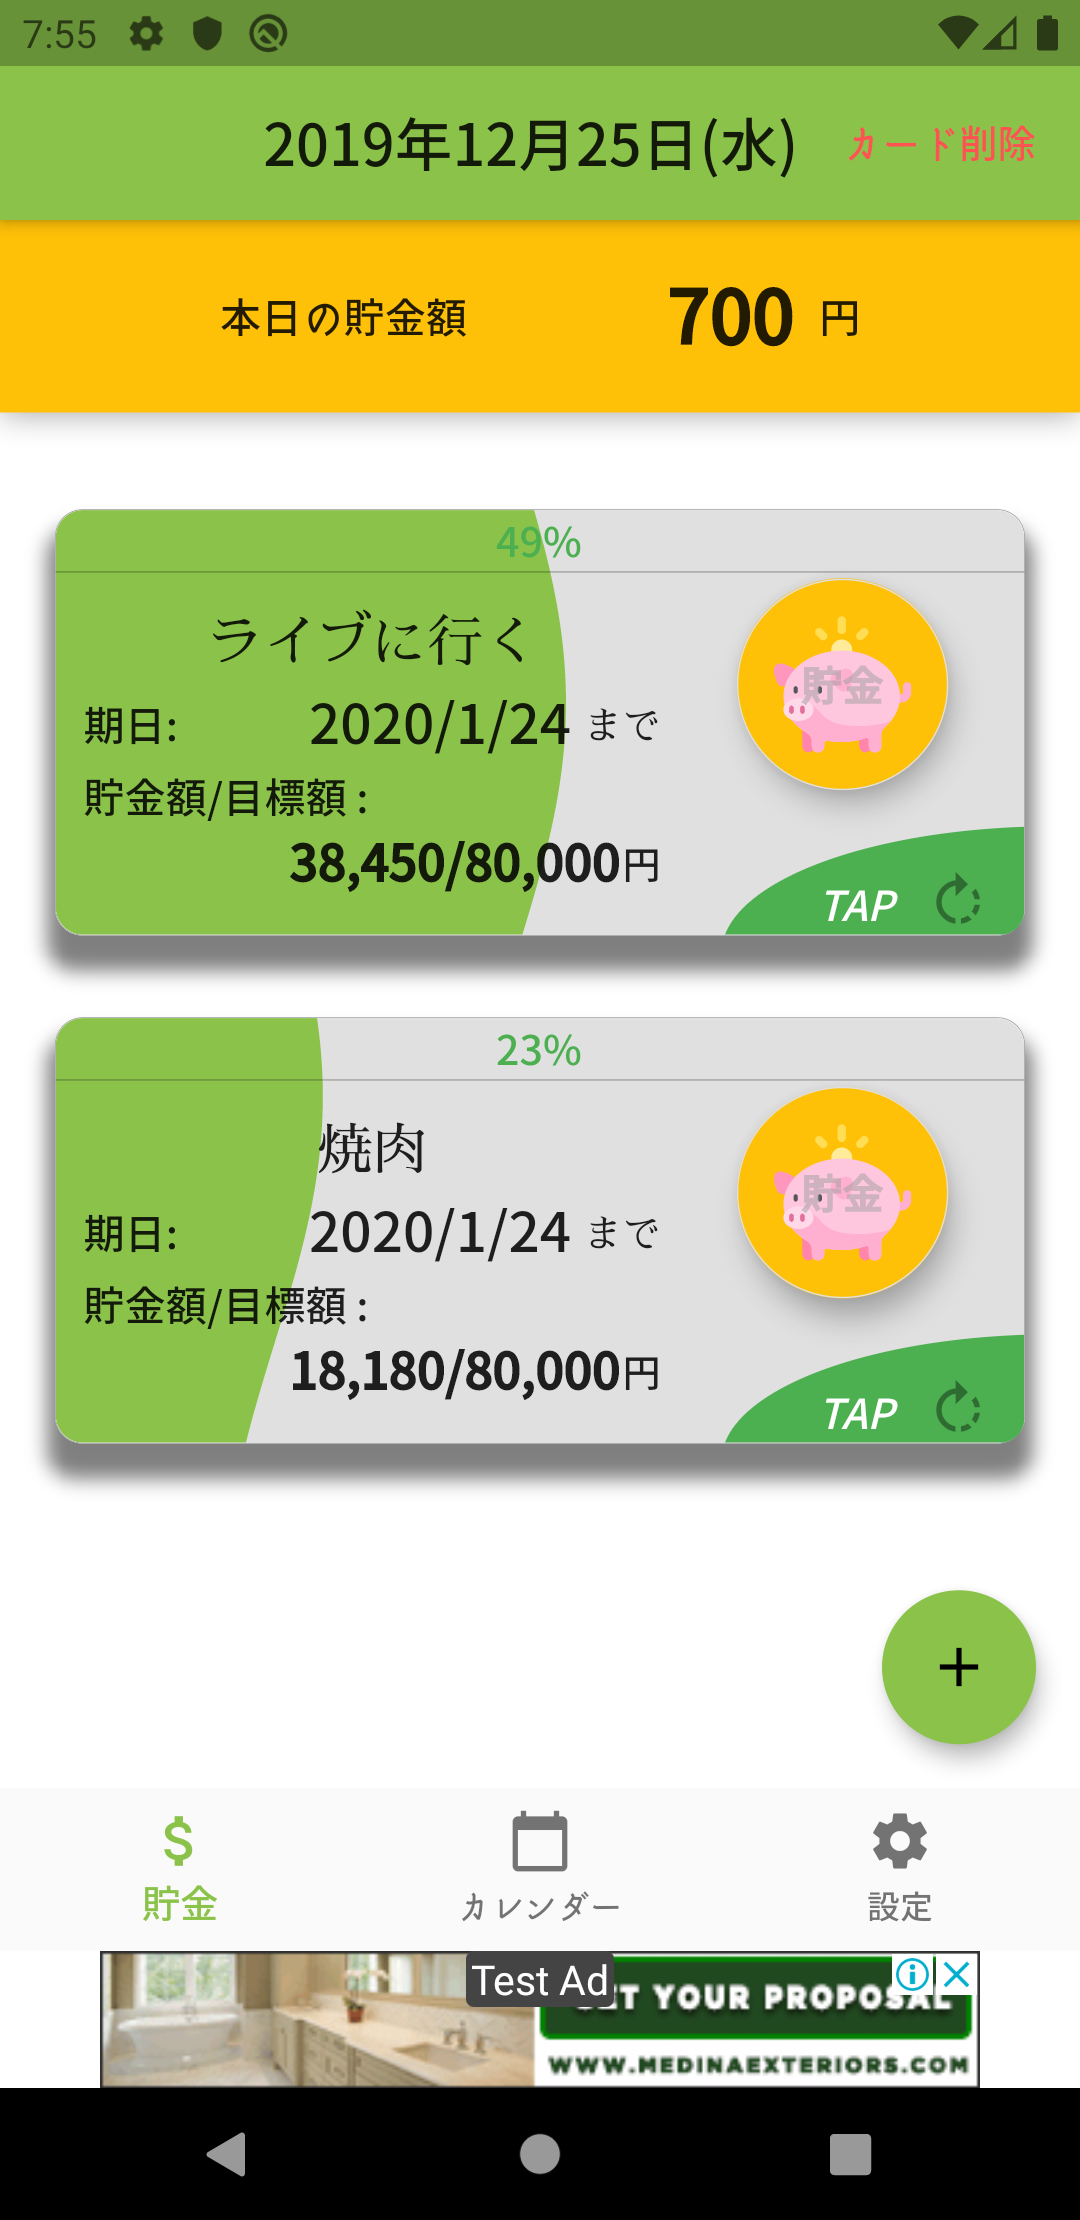 7:55
2019年12月25日(水) カード削除
本日の貯金額 700 円
49%
ライブに行く
貯金
期日: 2020/1/24 まで
貯金額/目標額 :
38,450/80,000円
TAP
23%
焼肉
貯金
期日: 2020/1/24 まで
貯金額/目標額 :
18,180/80,000円
TAP
貯金 カレンダー 設定
Test Ad
YOUR PROPOSAL
WWW.MEDINAEXTERIORS.COM